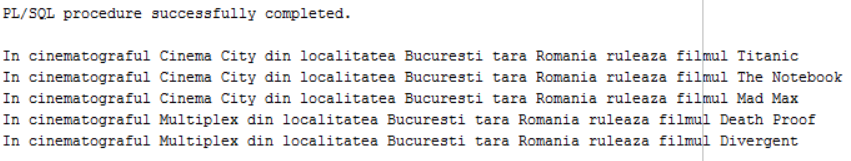 PL/SQL procedure successfully completed.
In cinematograful Cinema City din localitatea Bucuresti tara Romania ruleaza filmul Titanic
In cinematograful Cinema City din localitatea Bucuresti tara Romania ruleaza filmul The Notebook
In cinematograful Cinema City din localitatea Bucuresti tara Romania ruleaza filmul Mad Max
In cinematograful Multiplex din localitatea Bucuresti tara Romania ruleaza filmul Death Proof
In cinematograful Multiplex din localitatea Bucuresti tara Romania ruleaza filmul Divergent